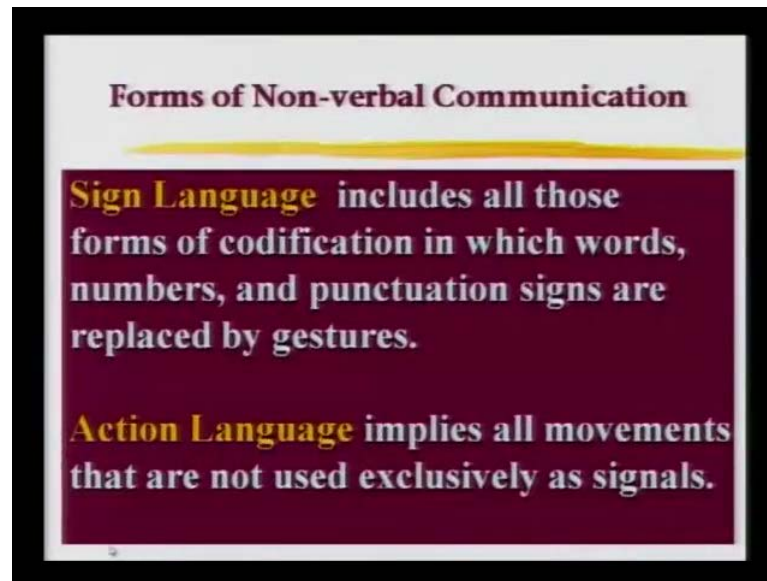 Forms of Non-verbal Communication
Sign Language includes all those
forms of codification in which words,
numbers, and punctuation signs are
replaced by gestures.
Action Language implies all movements
that are not used exclusively as signals.